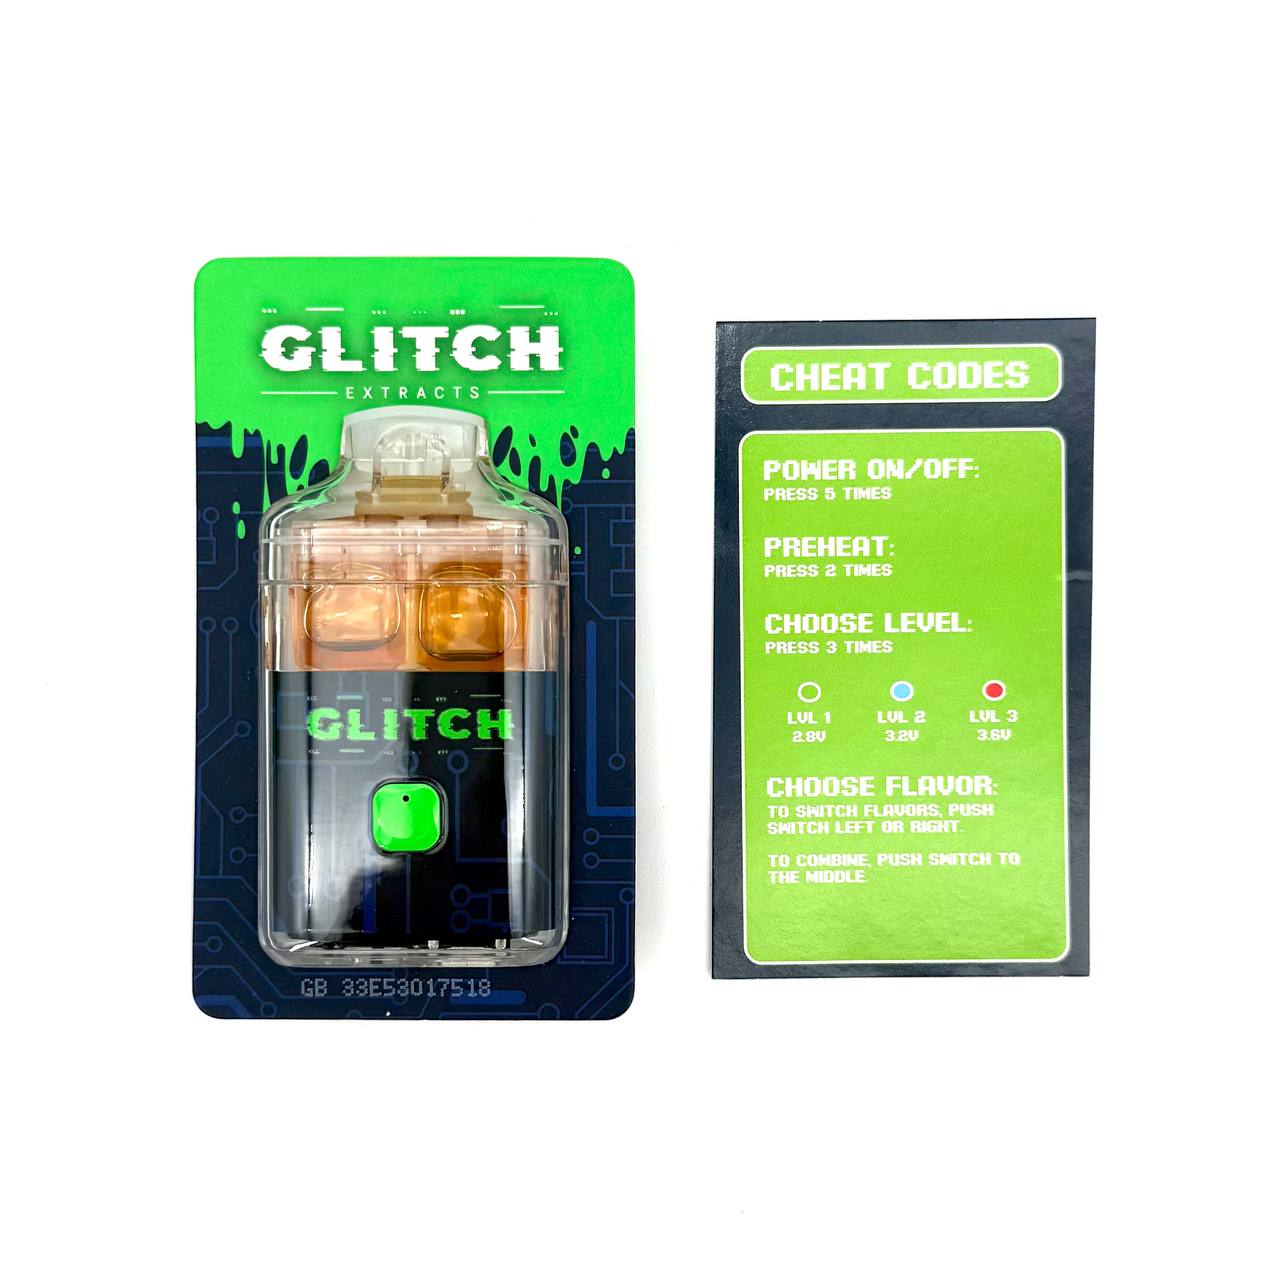 GLITCH
EXTRACTS
GLITCH
GB 33E53017518
CHEAT CODES
POWER ON/OFF:
PRESS 5 TIMES
PREHEAT:
PRESS 2 TIMES
CHOOSE LEVEL:
PRESS 3 TIMES
LVL 1 LVL 2 LVL 3
2.8V 3.2V 3.6V
CHOOSE FLAVOR:
TO SWITCH FLAVORS, PUSH
SWITCH LEFT OR RIGHT.
TO COMBINE, PUSH SWITCH TO
THE MIDDLE.